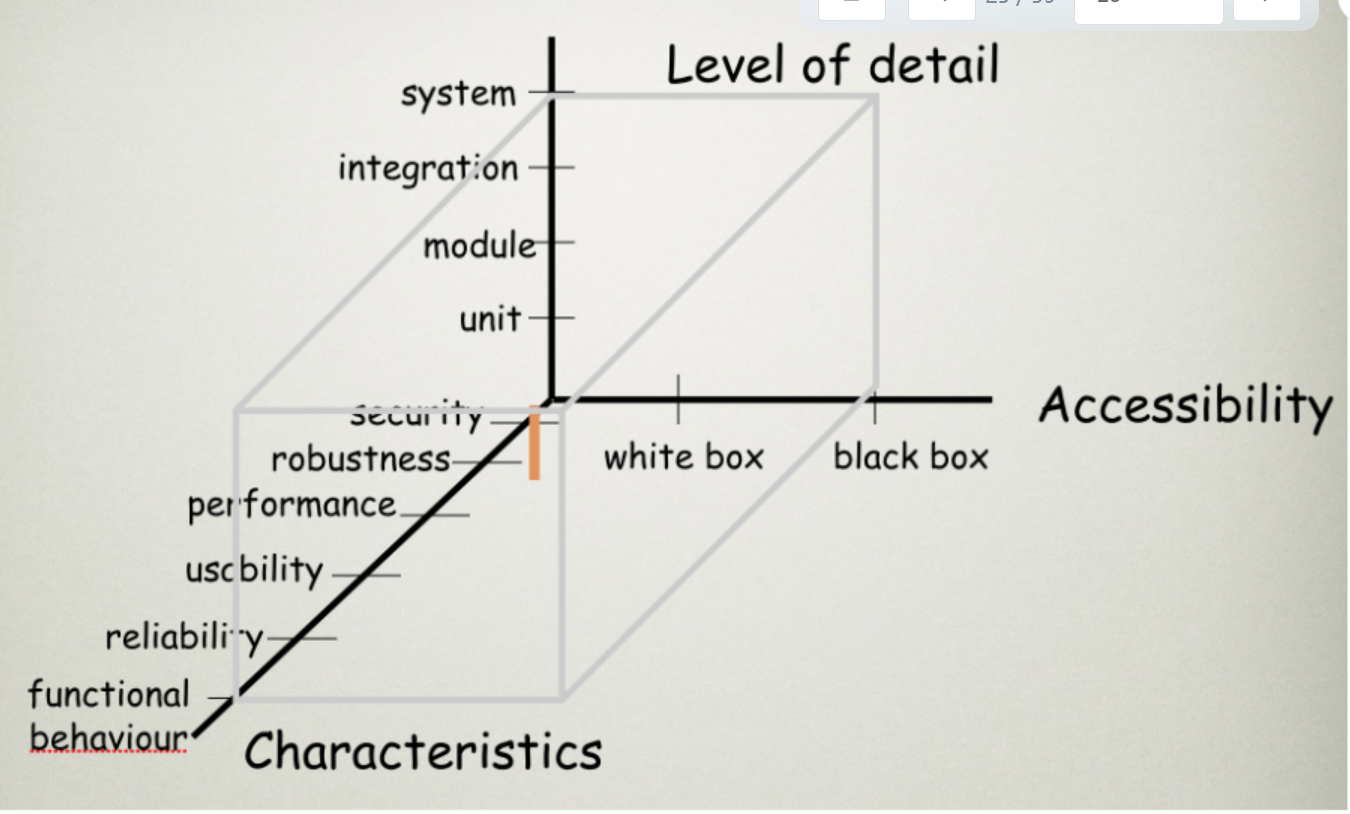 Level of detail
system
integration
module
unit
security
Accessibility
robustness
white box
black box
performance
usability
reliability
functional
behaviour
Characteristics